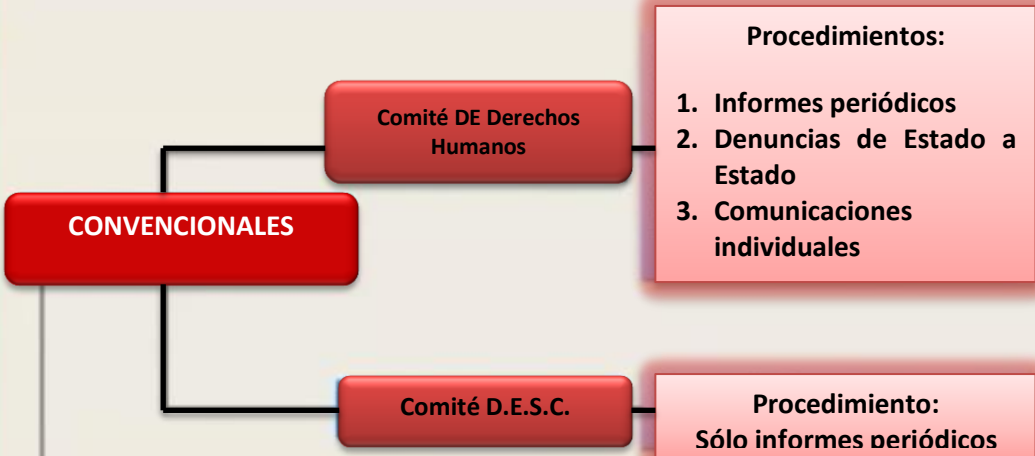 CONVENCIONALES
Comité DE Derechos
Humanos
Procedimientos:
1. Informes periódicos
2. Denuncias de Estado a
Estado
3. Comunicaciones
individuales
Comité D.E.S.C.
Procedimiento:
Sólo informes periódicos